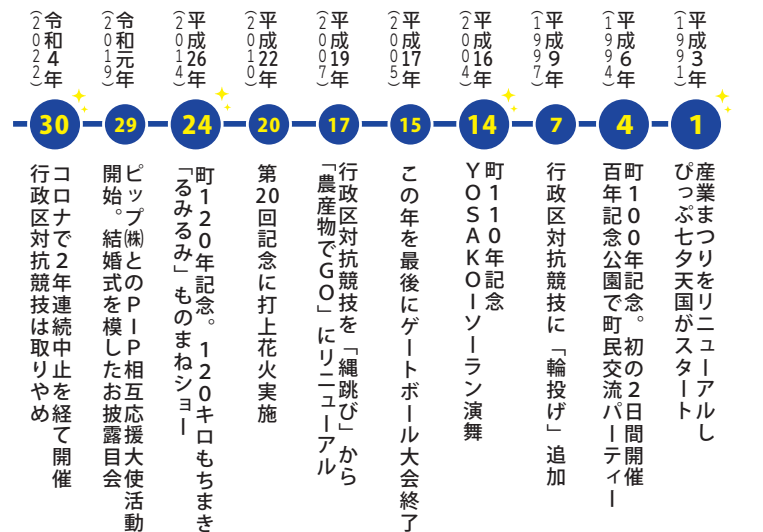 平成3年
(1991)
1
産業まつりをリニューアルし
ぴっぷ七夕天国がスタート
平成6年
(1994)
4
町100年記念。初の2日間開催
百年記念公園で町民交流パーティー
平成9年
(1997)
7
行政区対抗競技に「輪投げ」追加
平成16年
(2004)
14
町110年記念
YOSAKOIソーラン演舞
平成17年
(2005)
15
この年を最後にゲートボール大会終了
平成19年
(2007)
17
行政区対抗競技を「縄跳び」から
「農産物でGO」にリニューアル
平成22年
(2010)
20
第20回記念に打上花火実施
平成26年
(2014)
24
町120年記念。120キロもちまき
「るみるみ」ものまねショー
令和元年
(2019)
29
ピップ㈱とのPIP相互応援大使活動
開始。結婚式を模したお披露目会
令和4年
(2022)
30
コロナで2年連続中止を経て開催
行政区対抗競技は取りやめ